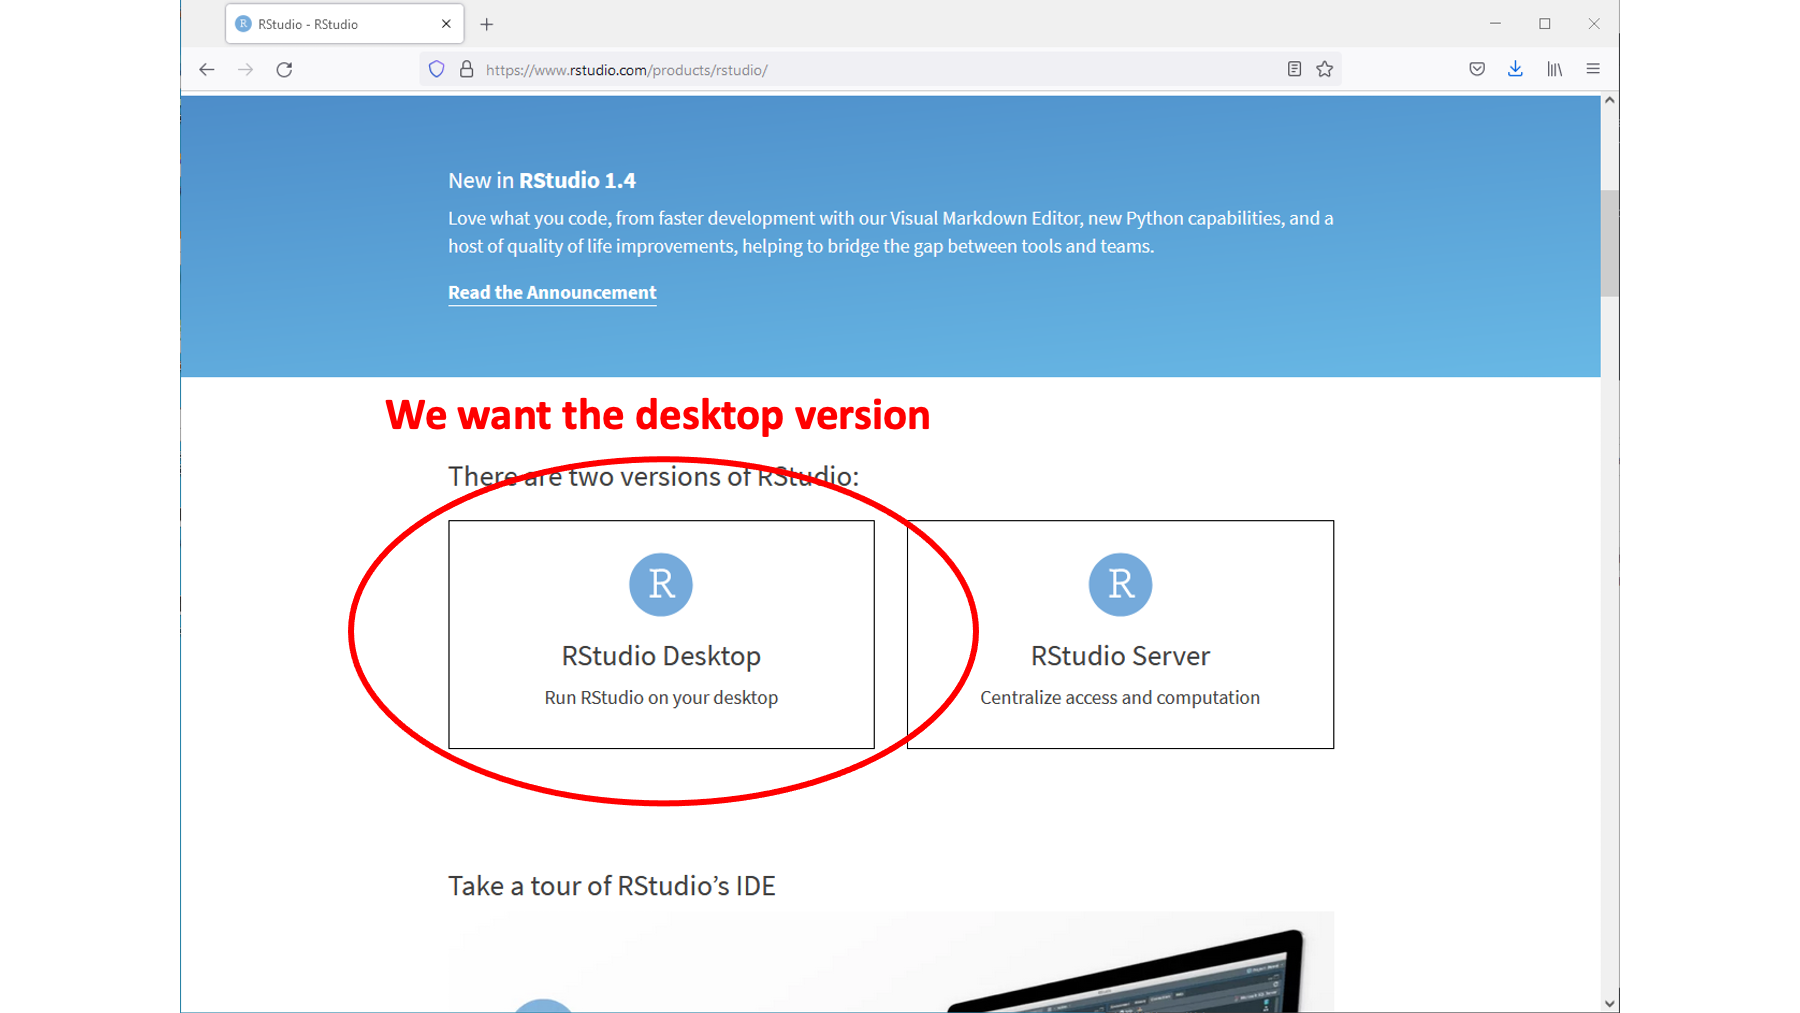 RStudio - RStudio
https://www.rstudio.com/products/rstudio/
New in RStudio 1.4
Love what you code, from faster development with our Visual Markdown Editor, new Python capabilities, and a
host of quality of life improvements, helping to bridge the gap between tools and teams.
Read the Announcement
We want the desktop version
There are two versions of RStudio:
R
R
RStudio Desktop
RStudio Server
Run RStudio on your desktop
Centralize access and computation
Take a tour of RStudio’s IDE